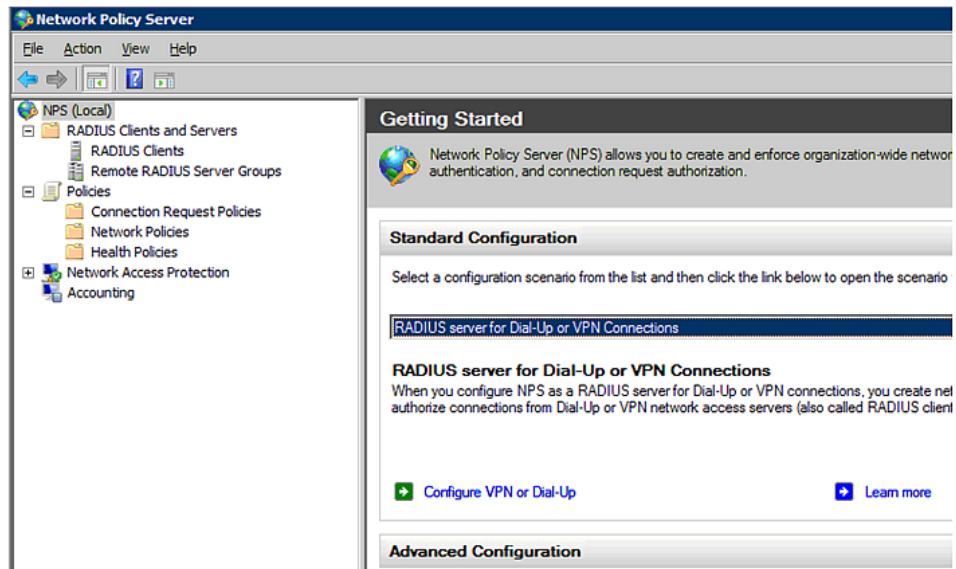 Network Policy Server
File Action View Help
NPS (Local)
RADIUS Clients and Servers
RADIUS Clients
Remote RADIUS Server Groups
Policies
Connection Request Policies
Network Policies
Health Policies
Network Access Protection
Accounting
Getting Started
Network Policy Server (NPS) allows you to create and enforce organization-wide networ
authentication, and connection request authorization.
Standard Configuration
Select a configuration scenario from the list and then click the link below to open the scenario
RADIUS server for Dial-Up or VPN Connections
RADIUS server for Dial-Up or VPN Connections
When you configure NPS as a RADIUS server for Dial-Up or VPN connections, you create net
authorize connections from Dial-Up or VPN network access servers (also called RADIUS client
Configure VPN or Dial-Up
Learn more
Advanced Configuration